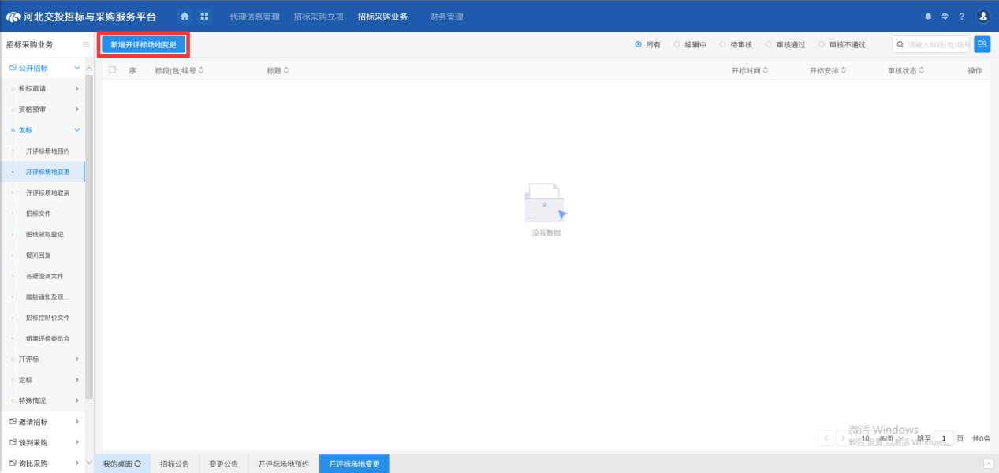 河北交投招标与采购服务平台
代理信息管理 招标采购立项 招标采购业务 财务管理
招标采购业务
新增开评标场地变更
所有 编辑中 待审核 审核通过 审核不通过
请输入标段(包)编号
公开招标
序 标段(包)编号 标题 开标时间 开标安排 审核状态 操作
投标邀请
资格预审
发标
开评标场地预约
开评标场地变更
开评标场地取消
招标文件
图纸领取登记
提问回复
答疑澄清文件
踏勘通知及现...
招标控制价文件
组建评标委员会
开评标
定标
特殊情况
邀请招标
谈判采购
询比采购
没有数据
激活 Windows
转到"设置"以激活 Windows。
10 条/页 跳至 1 页 共0条
我的桌面 招标公告 变更公告 开评标场地预约 开评标场地变更